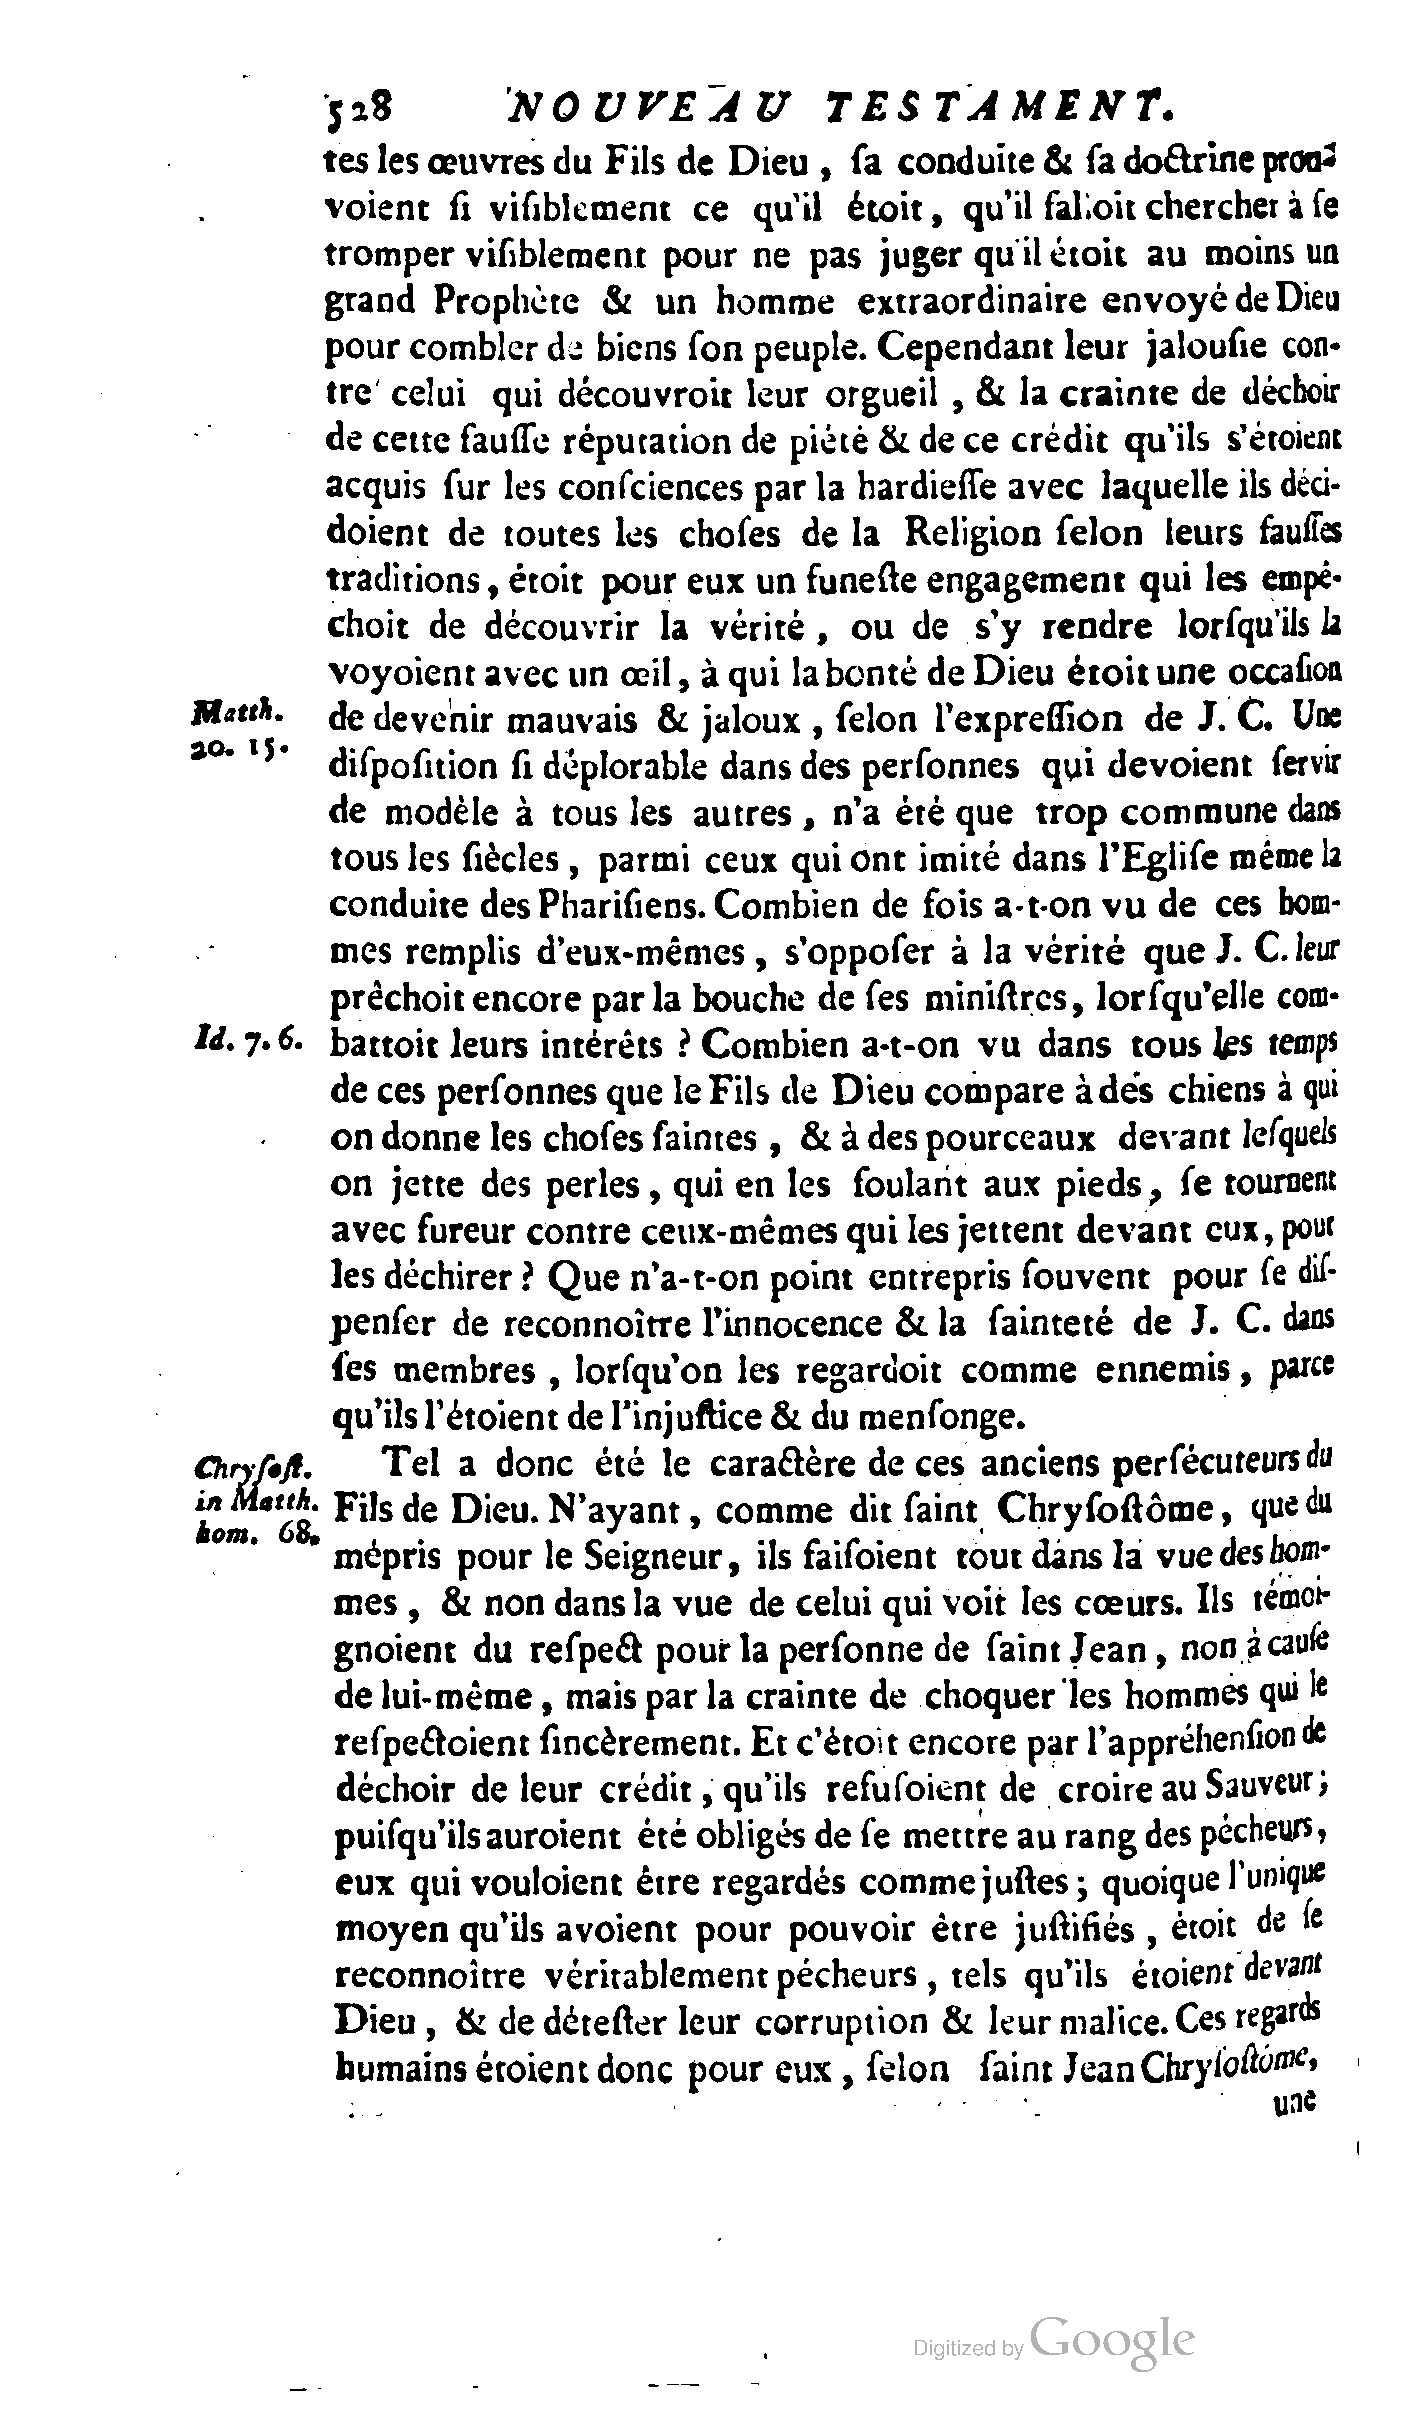 528 NOUVEAU TESTAMENT.
tes les œuvres du Fils de Dieu , ſa conduite & ſa doctrine prou-
voient ſi viſiblement ce qu'il étoit, qu'il falloit chercher à ſe
tromper viſiblement pour ne pas juger qu'il étoit au moins un
grand Prophète & un homme extraordinaire envoyé de Dieu
pour combler de biens ſon peuple. Cependant leur jalouſie con-
tre celui qui découvroit leur orgueil , & la crainte de déchoir
de cette fauſſe réputation de piété & de ce crédit qu'ils s'étoient
acquis ſur les conſciences par la hardieſſe avec laquelle ils déci-
doient de toutes les choſes de la Religion ſelon leurs fauſſes
traditions, étoit pour eux un funeſte engagement qui les empê-
choit de découvrir la vérité , ou de s'y rendre lorſqu'ils la
voyoient avec un œil, à qui la bonté de Dieu étoit une occaſion
Matth.
20. 15.
de devenir mauvais & jaloux , ſelon l'expreſſion de J. C. Une
diſpoſition ſi déplorable dans des perſonnes qui devoient ſervir
de modèle à tous les autres , n'a été que trop commune dans
tous les ſiècles, parmi ceux qui ont imité dans l'Egliſe même la
conduite des Phariſiens. Combien de fois a-t-on vu de ces hom-
mes remplis d'eux-mêmes , s'oppoſer à la vérité que J. C. leur
prêchoit encore par la bouche de ſes miniſtres, lorſqu'elle com-
Id. 7. 6.
battoit leurs intérêts ? Combien a-t-on vu dans tous les temps
de ces perſonnes que le Fils de Dieu compare à des chiens à qui
on donne les choſes ſaintes , & à des pourceaux devant leſquels
on jette des perles , qui en les foulant aux pieds, ſe tournent
avec fureur contre ceux-mêmes qui les jettent devant eux, pour
les déchirer ? Que n'a-t-on point entrepris ſouvent pour ſe diſ-
penſer de reconnoître l'innocence & la ſainteté de J. C. dans
ſes membres , lorſqu'on les regardoit comme ennemis , parce
qu'ils l'étoient de l'injuſtice & du menſonge.
Chryſoſt.
in Matth.
hom. 68.
Tel a donc été le caractère de ces anciens perſécuteurs du
Fils de Dieu. N'ayant, comme dit ſaint Chryſoſtôme, que du
mépris pour le Seigneur, ils faiſoient tout dans la vue des hom-
mes , & non dans la vue de celui qui voit les cœurs. Ils témoi-
gnoient du reſpect pour la perſonne de ſaint Jean , non à cauſe
de lui-même , mais par la crainte de choquer les hommes qui le
reſpectoient ſincèrement. Et c'étoit encore par l'appréhenſion de
déchoir de leur crédit , qu'ils refuſoient de croire au Sauveur ;
puiſqu'ils auroient été obligés de ſe mettre au rang des pécheurs,
eux qui vouloient être regardés comme juſtes ; quoique l'unique
moyen qu'ils avoient pour pouvoir être juſtifiés , étoit de ſe
reconnoître véritablement pécheurs , tels qu'ils étoient devant
Dieu , & de déteſter leur corruption & leur malice. Ces regards
humains étoient donc pour eux , ſelon ſaint Jean Chryſoſtôme,
une
Digitized by Google